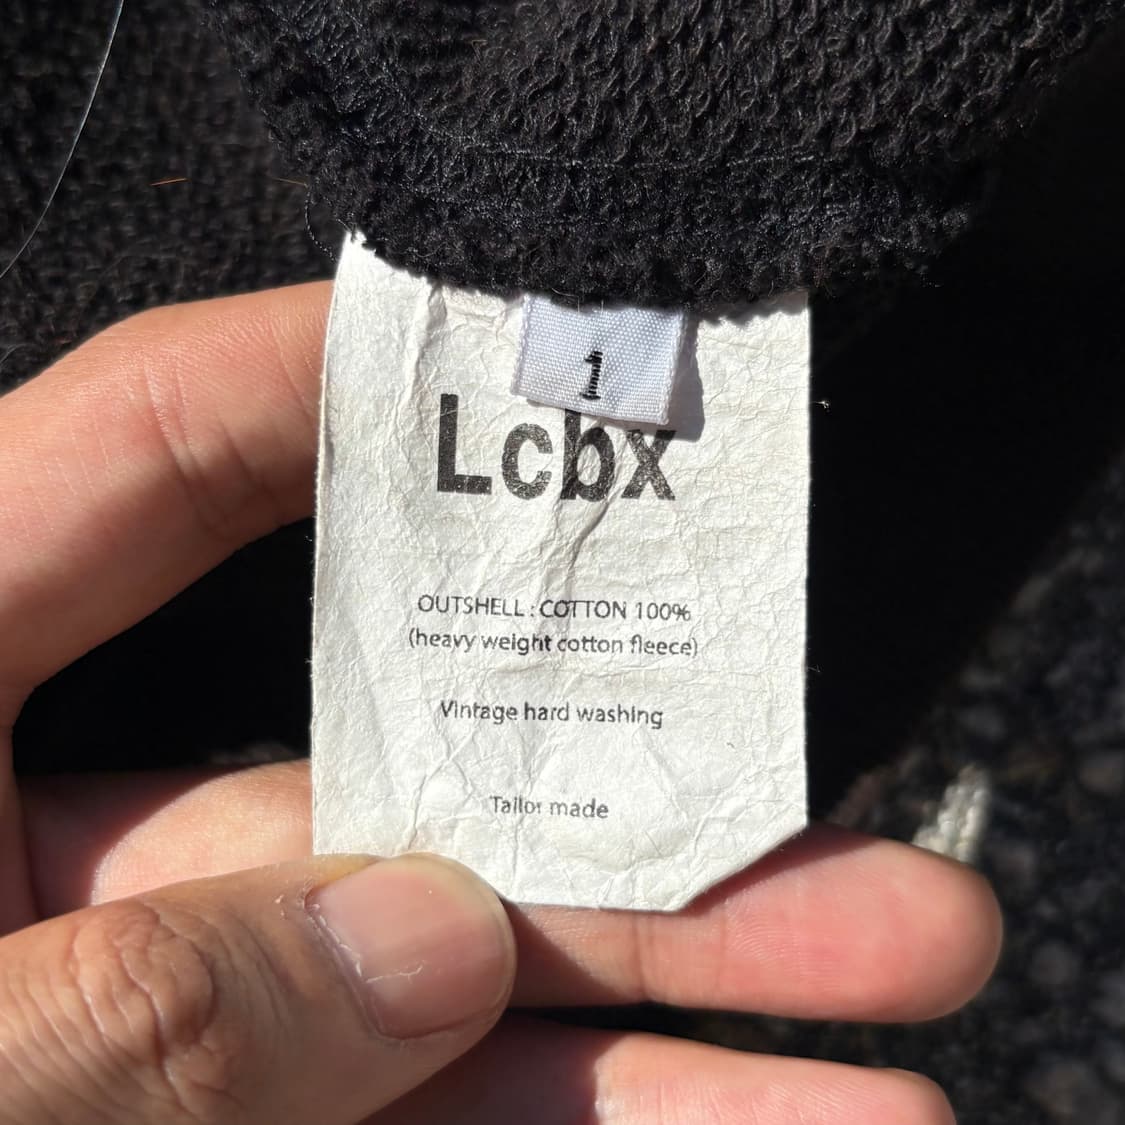 1
Lcbx
OUTSHELL : COTTON 100%
(heavy weight cotton fleece)
Vintage hard washing
Tailor made